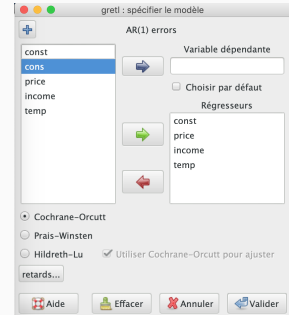 gretl : spécifier le modèle
AR(1) errors
const
cons
price
income
temp
Variable dépendante
Choisir par défaut
Régresseurs
const
price
income
temp
Cochrane-Orcutt
Prais-Winsten
Hildreth-Lu
Utiliser Cochrane-Orcutt pour ajuster
retards...
Aide
Effacer
Annuler
Valider